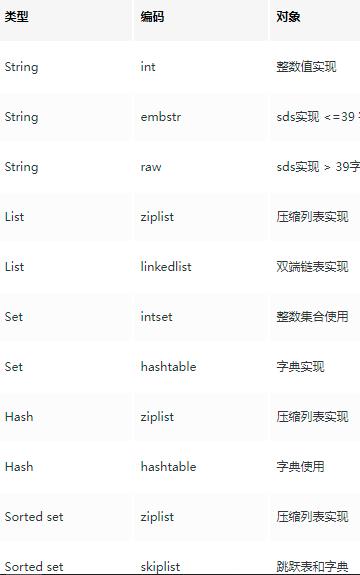 类型 编码 对象
String int 整数值实现
String embstr sds实现 <=39
String raw sds实现 > 39字
List ziplist 压缩列表实现
List linkedlist 双端链表实现
Set intset 整数集合使用
Set hashtable 字典实现
Hash ziplist 压缩列表实现
Hash hashtable 字典使用
Sorted set ziplist 压缩列表实现
Sorted set skiplist 跳跃表和字典